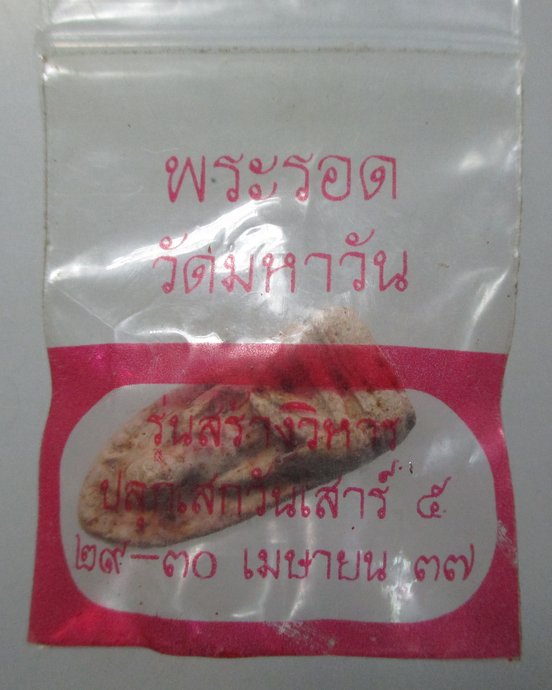 พระรอด
วัดมหาวัน
รุ่นสร้างวิหาร
ปลุกเสกวันเสาร์ ๕
๒๙-๓๐ เมษายน ๓๗